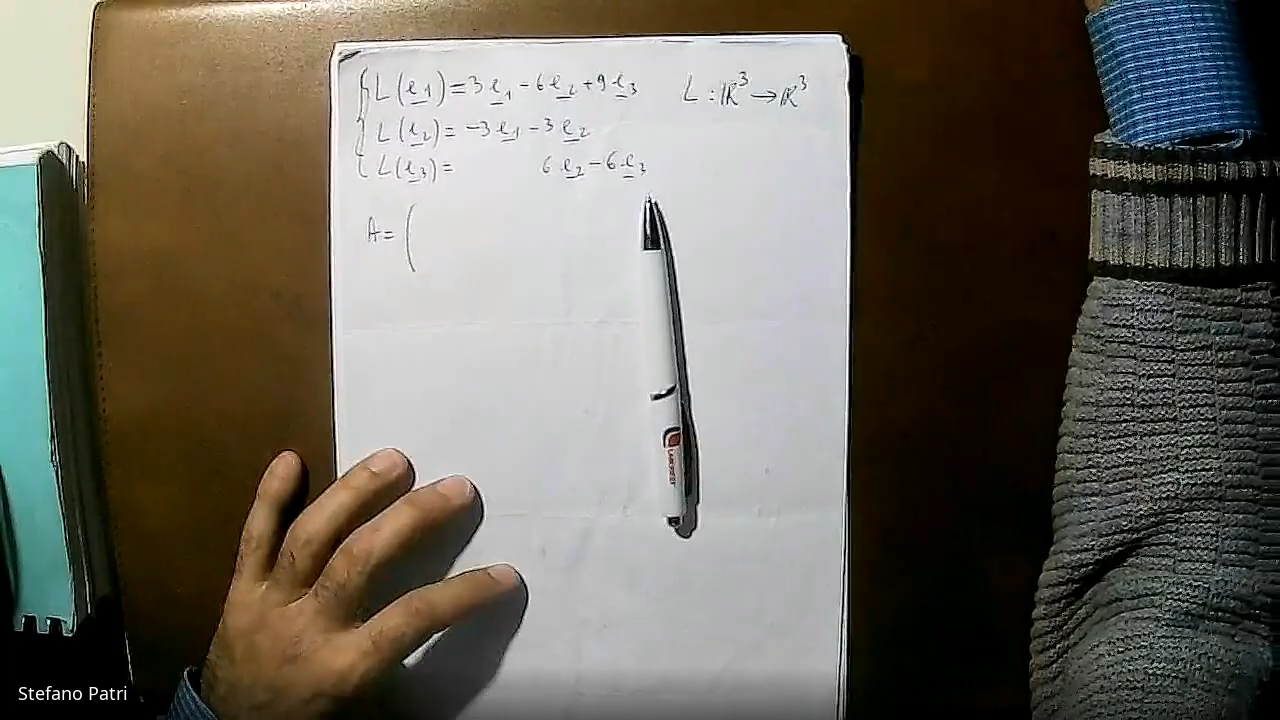 L(e1) = 3e1 - 6e2 + 9e3 L : ℝ³ → ℝ³
L(e2) = -3e1 - 3e2
L(e3) = 6e2 - 6e3
A = (
Stefano Patri